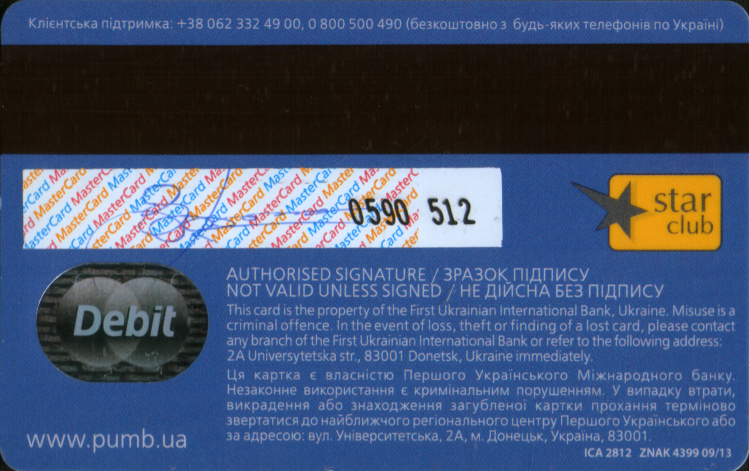 Клієнтська підтримка: +38 062 332 49 00, 0 800 500 490 (безкоштовно з будь-яких телефонів по Україні)
MasterCard MasterCard MasterCard MasterCard
0590 512
star
club
Debit
AUTHORISED SIGNATURE / ЗРАЗОК ПІДПИСУ
NOT VALID UNLESS SIGNED / НЕ ДІЙСНА БЕЗ ПІДПИСУ
This card is the property of the First Ukrainian International Bank, Ukraine. Misuse is a
criminal offence. In the event of loss, theft or finding of a lost card, please contact
any branch of the First Ukrainian International Bank or refer to the following address:
2A Universytetska str., 83001 Donetsk, Ukraine immediately.
Ця картка є власністю Першого Українського Міжнародного банку.
Незаконне використання є кримінальним порушенням. У випадку втрати,
викрадення або знаходження загубленої картки прохання терміново
звертатися до найближчого регіонального центру Першого Українського або
за адресою: вул. Університетська, 2А, м. Донецьк, Україна, 83001.
www.pumb.ua
ICA 2812 ZNAK 4399 09/13